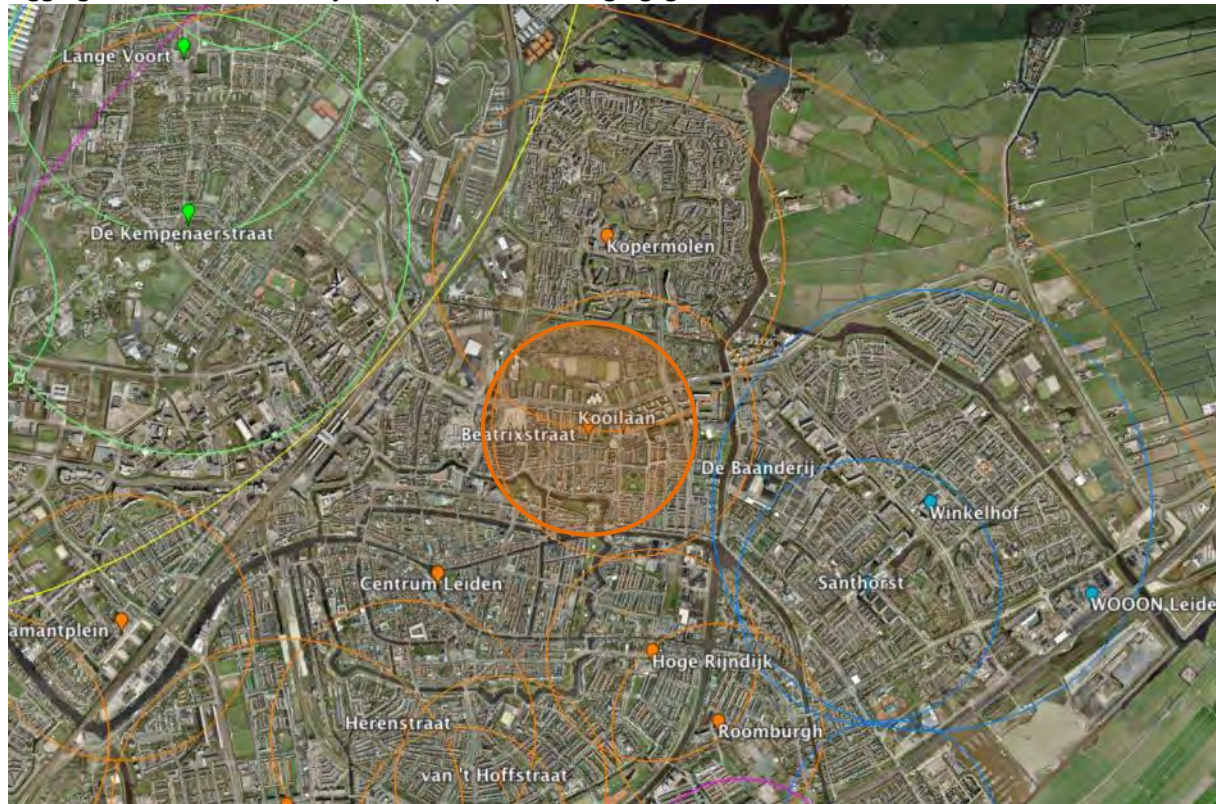 Lange Voort
De Kempenaerstraat
Kopermolen
Kooilaan
Beatrixstraat
De Baanderij
Winkelhof
Centrum Leiden
Santhorst
WOOON Leide
amantplein
Hoge Rijndijk
Herenstraat
Roomburgh
van 't Hoffstraat